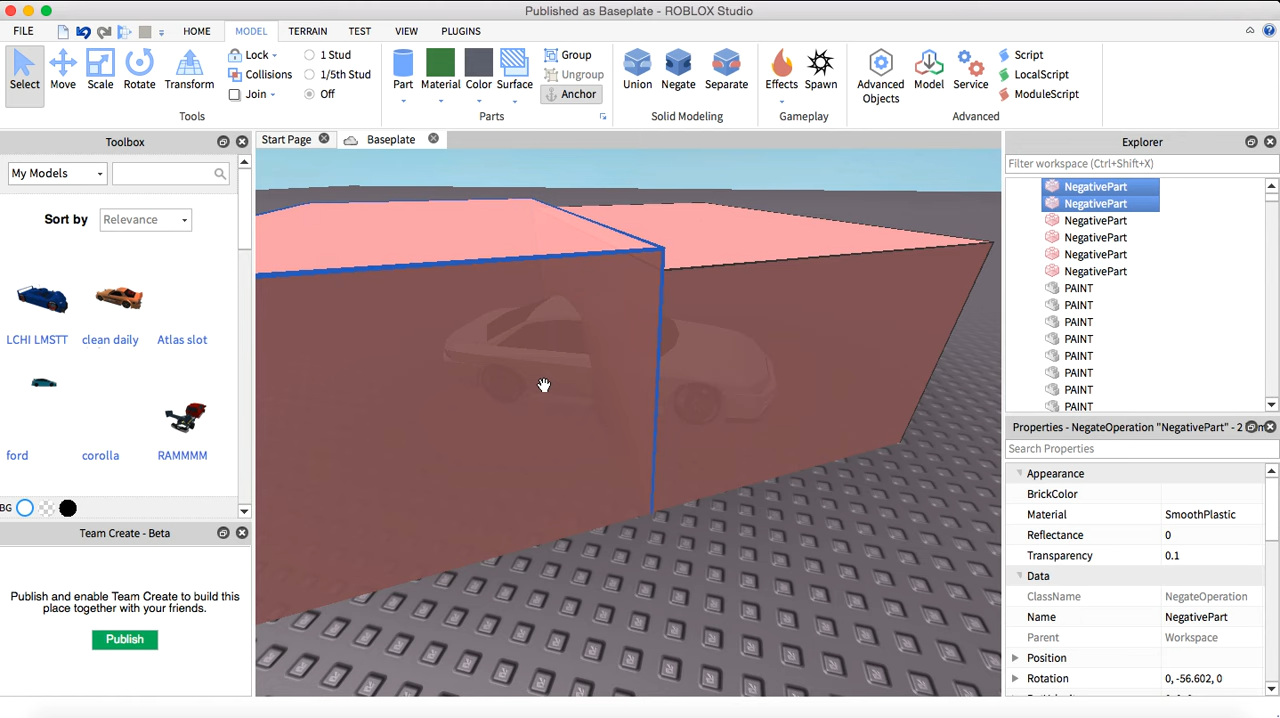 Published as Baseplate - ROBLOX Studio
FILE HOME MODEL TERRAIN TEST VIEW PLUGINS
Select Move Scale Rotate Transform
Lock
Collisions
Join
1 Stud
1/5th Stud
Off
Tools
Part Material Color Surface
Group
Ungroup
Anchor
Parts
Union Negate Separate
Solid Modeling
Effects Spawn
Gameplay
Advanced Objects Model Service
Script
LocalScript
ModuleScript
Advanced
Toolbox
Start Page Baseplate
Explorer
My Models
Filter workspace (Ctrl+Shift+X)
Sort by Relevance
LCHI LMSTT clean daily Atlas slot
ford corolla RAMMMM
BG
Team Create - Beta
Publish and enable Team Create to build this
place together with your friends.
Publish
NegativePart
NegativePart
NegativePart
NegativePart
NegativePart
NegativePart
PAINT
PAINT
PAINT
PAINT
PAINT
PAINT
PAINT
PAINT
Properties - NegateOperation "NegativePart" - 2
Search Properties
Appearance
BrickColor
Material SmoothPlastic
Reflectance 0
Transparency 0.1
Data
ClassName NegateOperation
Name NegativePart
Parent Workspace
Position
Rotation 0, -56.602, 0